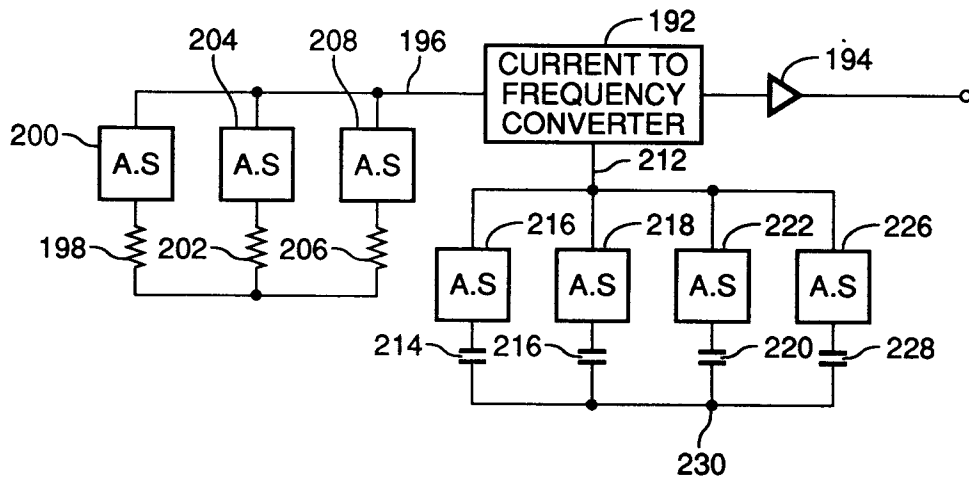 192
204
208
196
194
CURRENT TO
FREQUENCY
CONVERTER
200
A.S
A.S
A.S
212
198
202
206
216
218
222
226
A.S
A.S
A.S
A.S
214
216
220
228
230